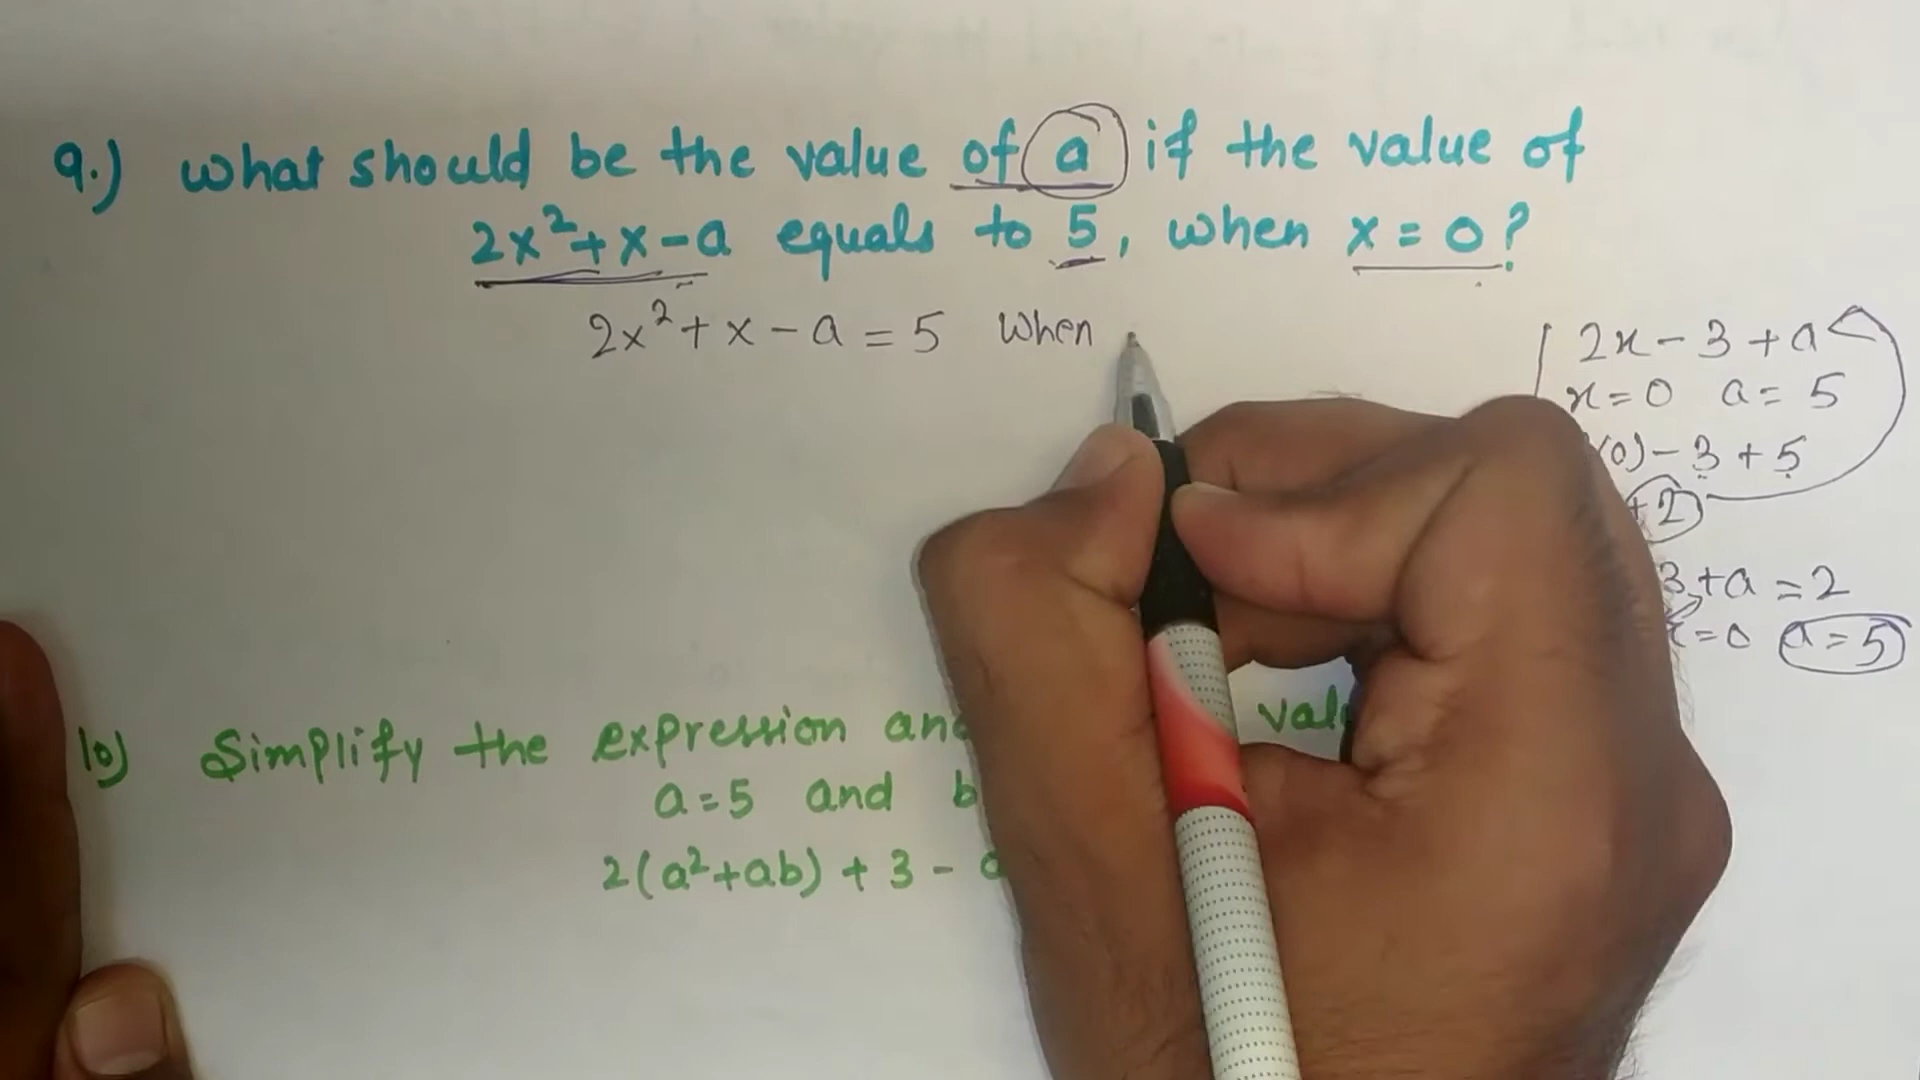 9.) what should be the value of a if the value of
2x²+x-a equals to 5, when x=0?
2x²+x-a=5 when
2x-3+a
x=0 a=5
(0)-3+5
+2
3+a=2
x=0 a=5
10) Simplify the expression and
a=5 and b
2(a²+ab)+3-